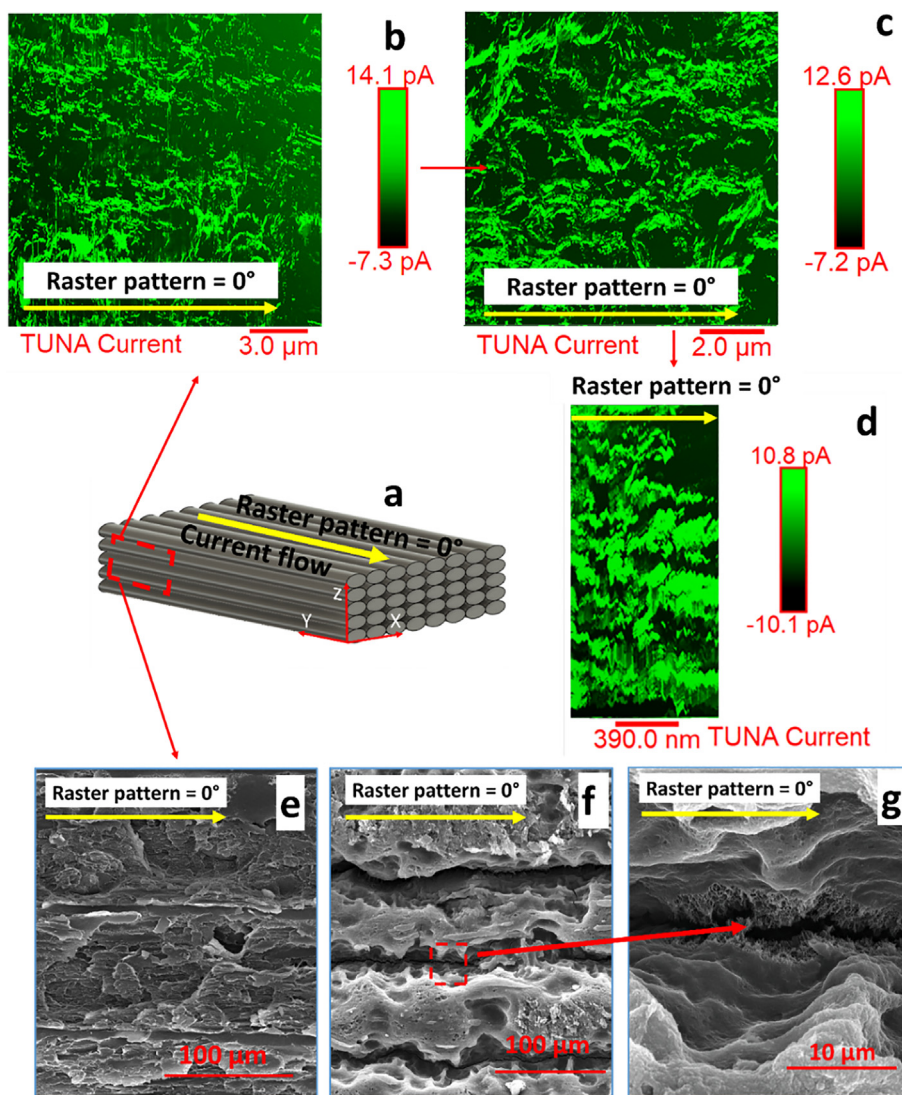 b
14.1 pA
-7.3 pA
Raster pattern = 0°
TUNA Current
3.0 µm
c
12.6 pA
-7.2 pA
Raster pattern = 0°
TUNA Current
2.0 µm
Raster pattern = 0°
d
10.8 pA
-10.1 pA
390.0 nm
TUNA Current
a
Raster pattern = 0°
Current flow
Z
Y
X
Raster pattern = 0°
e
100 µm
Raster pattern = 0°
f
100 µm
Raster pattern = 0°
g
10 µm